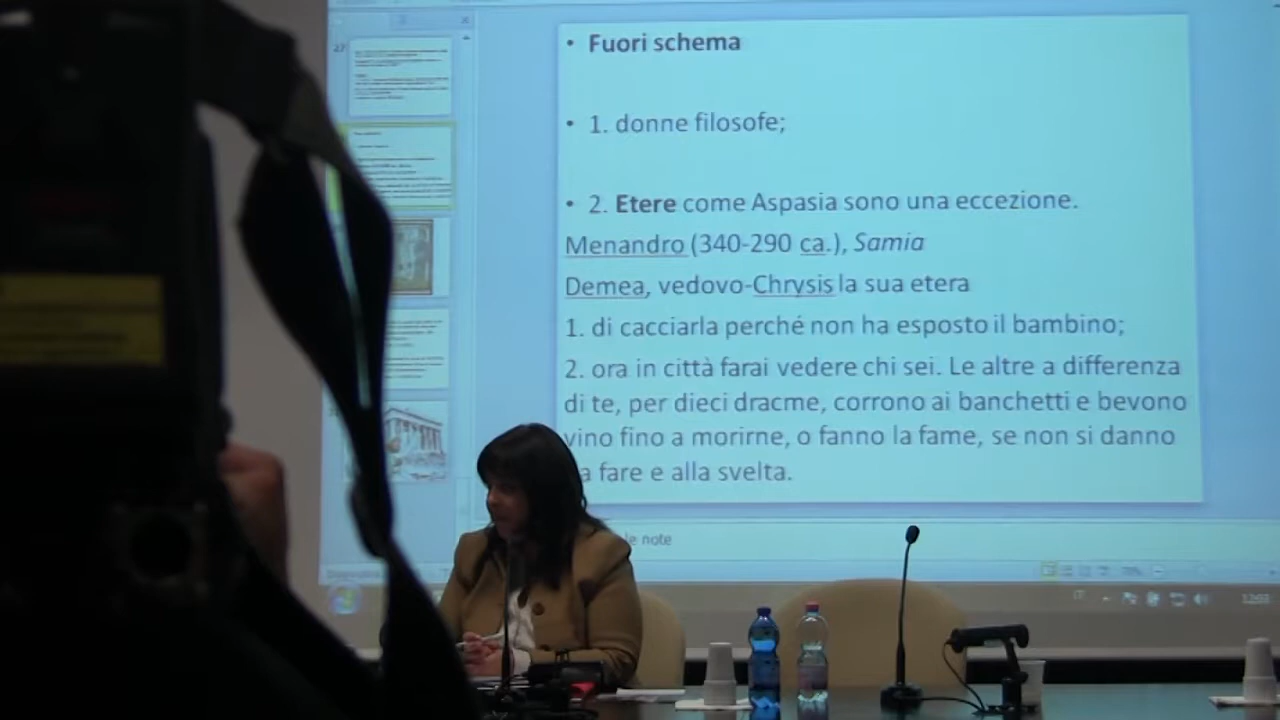 • Fuori schema
• 1. donne filosofe;
• 2. Etere come Aspasia sono una eccezione.
Menandro (340-290 ca.), Samia
Demea, vedovo-Chrysis la sua etera
1. di cacciarla perché non ha esposto il bambino;
2. ora in città farai vedere chi sei. Le altre a differenza
di te, per dieci dracme, corrono ai banchetti e bevono
vino fino a morirne, o fanno la fame, se non si danno
a fare e alla svelta.
le note
27
IT